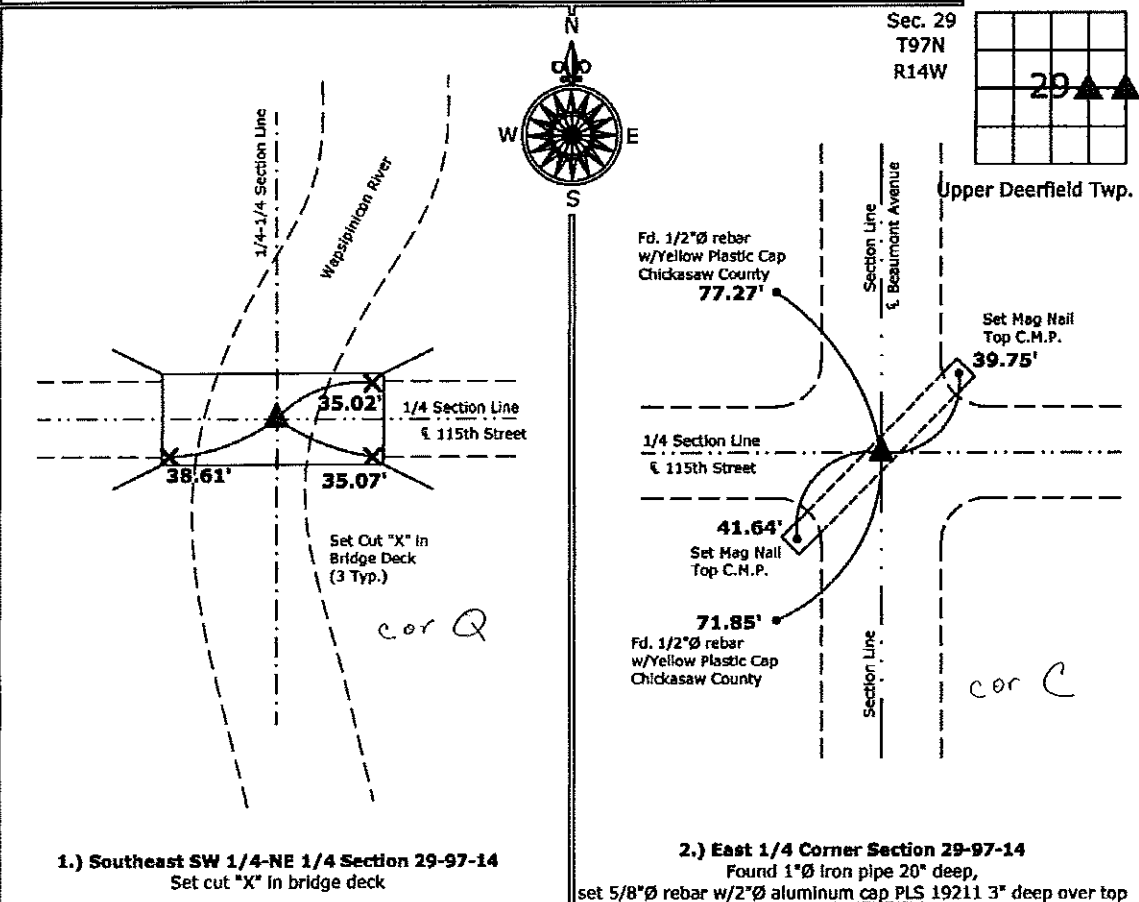 Sec. 29
T97N
R14W
29
Upper Deerfield Twp.
N
W
E
S
1/4-1/4 Section Line
Wapsipinicon River
35.02'
1/4 Section Line
℄ 115th Street
38.61'
35.07'
Set Cut "X" in
Bridge Deck
(3 Typ.)
cor Q
1.) Southeast SW 1/4-NE 1/4 Section 29-97-14
Set cut "X" in bridge deck
Section Line
℄ Beaumont Avenue
Fd. 1/2"Ø rebar
w/Yellow Plastic Cap
Chickasaw County
77.27'
Set Mag Nail
Top C.M.P.
39.75'
1/4 Section Line
℄ 115th Street
41.64'
Set Mag Nail
Top C.M.P.
71.85'
Fd. 1/2"Ø rebar
w/Yellow Plastic Cap
Chickasaw County
Section Line
cor C
2.) East 1/4 Corner Section 29-97-14
Found 1"Ø iron pipe 20" deep,
set 5/8"Ø rebar w/2"Ø aluminum cap PLS 19211 3" deep over top